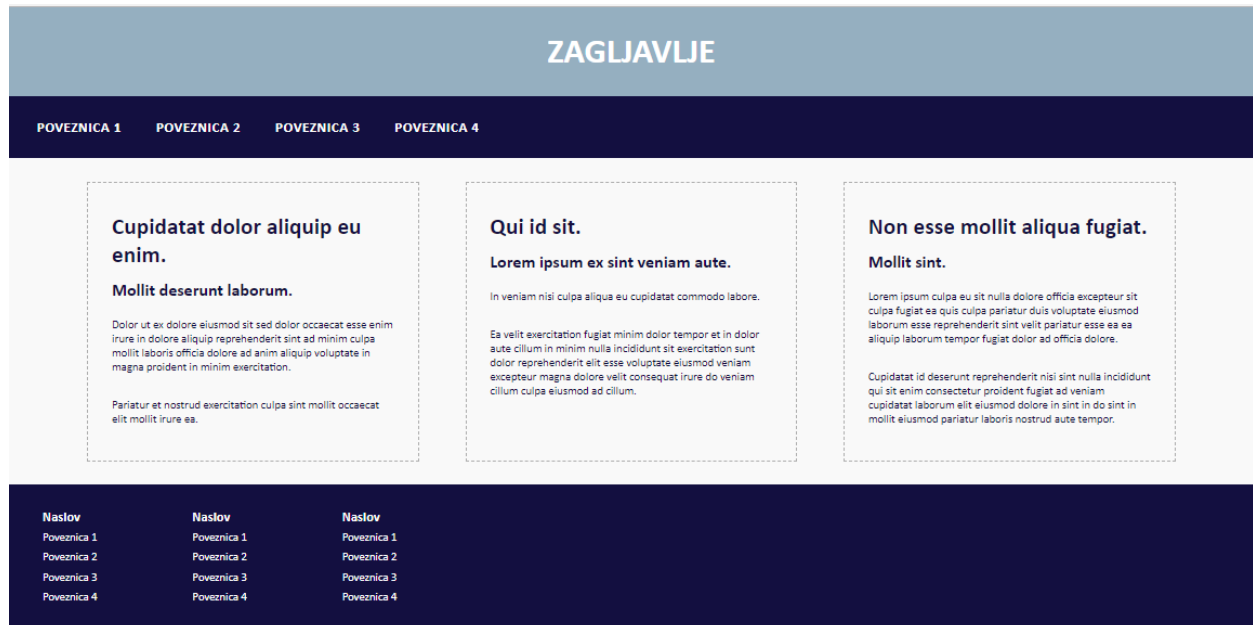 ZAGLJAVLJE
POVEZNICA 1 POVEZNICA 2 POVEZNICA 3 POVEZNICA 4
Cupidatat dolor aliquip eu
enim.
Mollit deserunt laborum.
Dolor ut ex dolore eiusmod sit sed dolor occaecat esse enim
irure in dolore aliquip reprehenderit sint ad minim culpa
mollit laboris officia dolore ad anim aliquip voluptate in
magna proident in minim exercitation.
Pariatur et nostrud exercitation culpa sint mollit occaecat
elit mollit irure ea.
Qui id sit.
Lorem ipsum ex sint veniam aute.
In veniam nisi culpa aliqua eu cupidatat commodo labore.
Ea velit exercitation fugiat minim dolor tempor et in dolor
aute cillum in minim nulla incididunt sit exercitation sunt
dolor reprehenderit elit esse voluptate eiusmod veniam
excepteur magna dolore velit consequat irure do veniam
cillum culpa eiusmod ad cillum.
Non esse mollit aliqua fugiat.
Mollit sint.
Lorem ipsum culpa eu sit nulla dolore officia excepteur sit
culpa fugiat ea quis culpa pariatur duis voluptate eiusmod
laborum esse reprehenderit sint velit pariatur esse ea ea
aliquip laborum tempor fugiat dolor ad officia dolore.
Cupidatat id deserunt reprehenderit nisi sint nulla incididunt
qui sit enim consectetur proident fugiat ad veniam
cupidatat laborum elit eiusmod dolore in sint in do sint in
mollit eiusmod pariatur laboris nostrud aute tempor.
Naslov
Poveznica 1
Poveznica 2
Poveznica 3
Poveznica 4
Naslov
Poveznica 1
Poveznica 2
Poveznica 3
Poveznica 4
Naslov
Poveznica 1
Poveznica 2
Poveznica 3
Poveznica 4